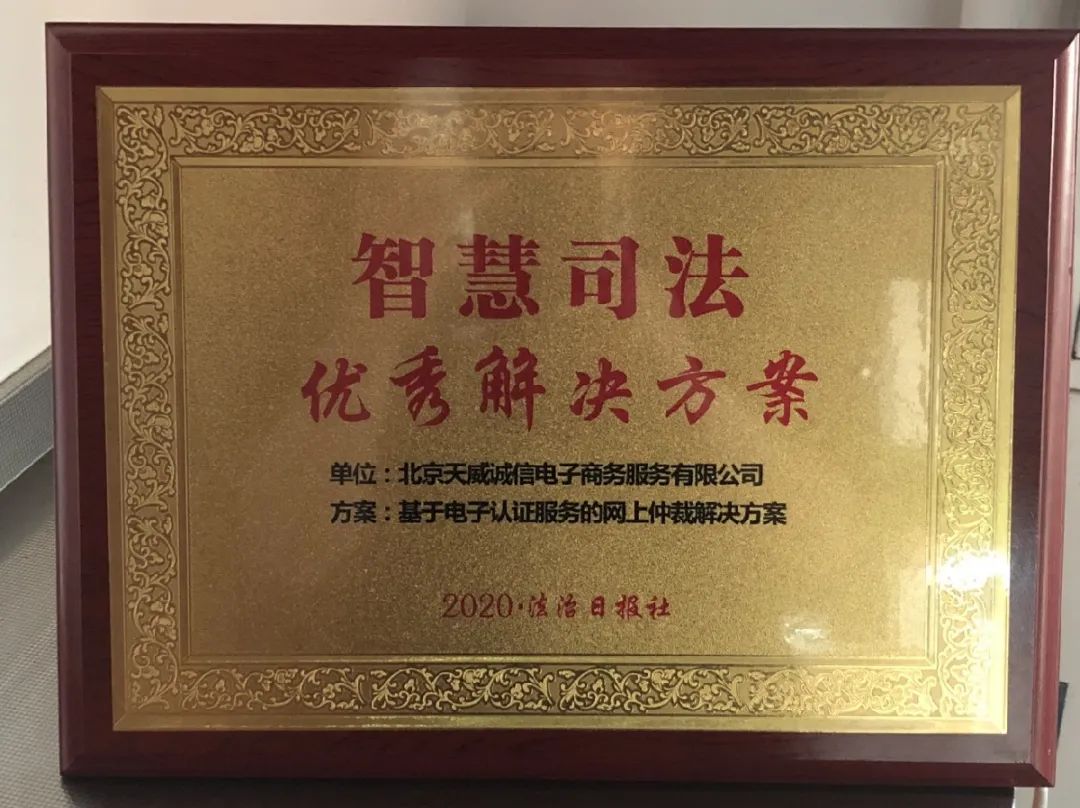 智慧司法
优秀解决方案
单位：北京天威诚信电子商务服务有限公司
方案：基于电子认证服务的网上仲裁解决方案
2020·法治日报社